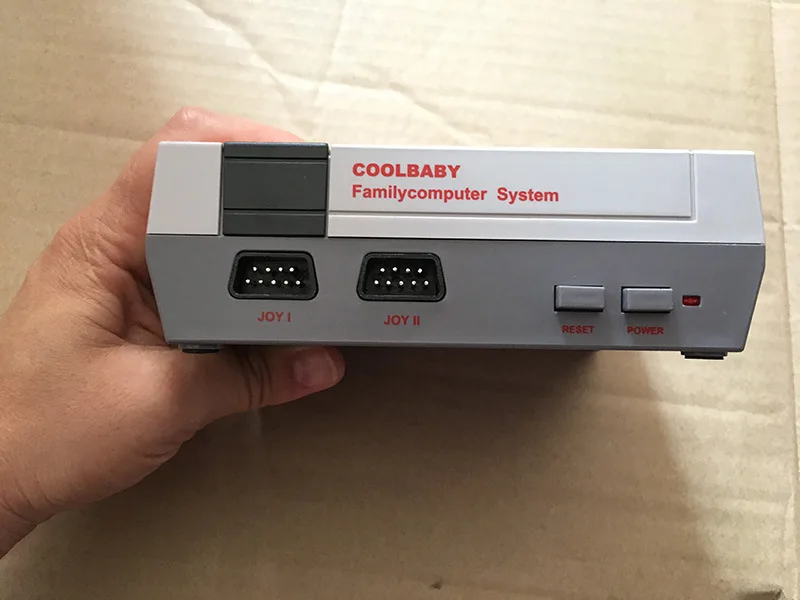 COOLBABY
Familycomputer System
JOY I
JOY II
RESET
POWER